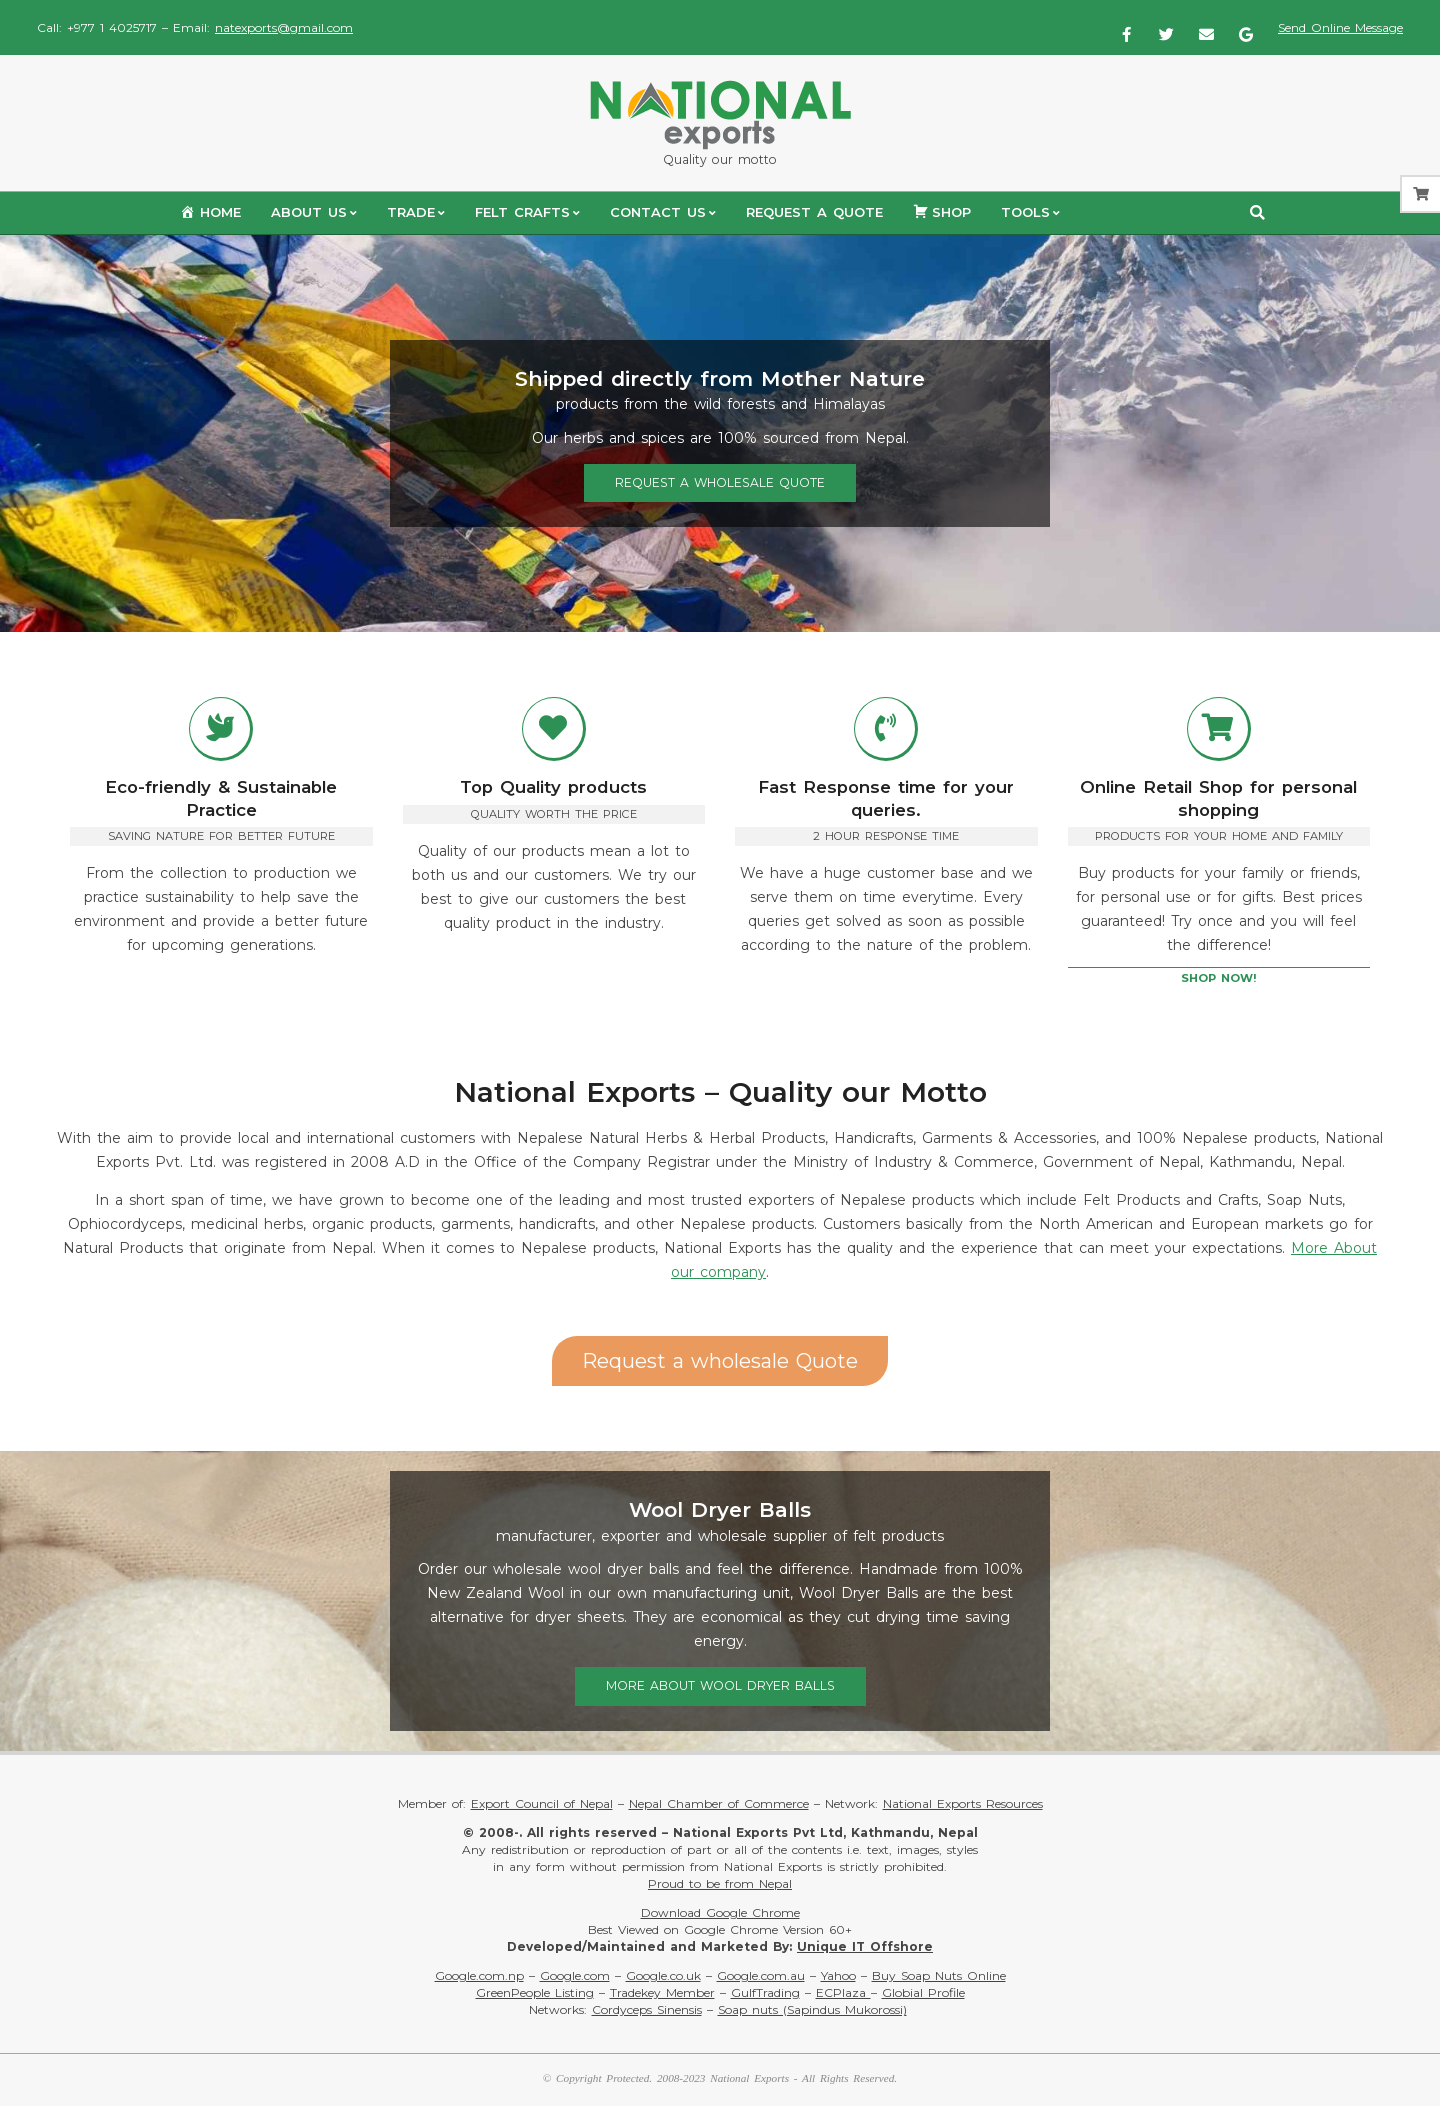 Call: +977 1 4025717 – Email: natexports@gmail.com
Send Online Message
NATIONAL
exports
Quality our motto
HOME ABOUT US TRADE FELT CRAFTS CONTACT US REQUEST A QUOTE SHOP TOOLS
Shipped directly from Mother Nature
products from the wild forests and Himalayas
Our herbs and spices are 100% sourced from Nepal.
REQUEST A WHOLESALE QUOTE
Eco-friendly & Sustainable
Practice
SAVING NATURE FOR BETTER FUTURE
From the collection to production we
practice sustainability to help save the
environment and provide a better future
for upcoming generations.
Top Quality products
QUALITY WORTH THE PRICE
Quality of our products mean a lot to
both us and our customers. We try our
best to give our customers the best
quality product in the industry.
Fast Response time for your
queries.
2 HOUR RESPONSE TIME
We have a huge customer base and we
serve them on time everytime. Every
queries get solved as soon as possible
according to the nature of the problem.
Online Retail Shop for personal
shopping
PRODUCTS FOR YOUR HOME AND FAMILY
Buy products for your family or friends,
for personal use or for gifts. Best prices
guaranteed! Try once and you will feel
the difference!
SHOP NOW!
National Exports – Quality our Motto
With the aim to provide local and international customers with Nepalese Natural Herbs & Herbal Products, Handicrafts, Garments & Accessories, and 100% Nepalese products, National
Exports Pvt. Ltd. was registered in 2008 A.D in the Office of the Company Registrar under the Ministry of Industry & Commerce, Government of Nepal, Kathmandu, Nepal.
In a short span of time, we have grown to become one of the leading and most trusted exporters of Nepalese products which include Felt Products and Crafts, Soap Nuts,
Ophiocordyceps, medicinal herbs, organic products, garments, handicrafts, and other Nepalese products. Customers basically from the North American and European markets go for
Natural Products that originate from Nepal. When it comes to Nepalese products, National Exports has the quality and the experience that can meet your expectations. More About
our company.
Request a wholesale Quote
Wool Dryer Balls
manufacturer, exporter and wholesale supplier of felt products
Order our wholesale wool dryer balls and feel the difference. Handmade from 100%
New Zealand Wool in our own manufacturing unit, Wool Dryer Balls are the best
alternative for dryer sheets. They are economical as they cut drying time saving
energy.
MORE ABOUT WOOL DRYER BALLS
Member of: Export Council of Nepal – Nepal Chamber of Commerce – Network: National Exports Resources
© 2008-. All rights reserved – National Exports Pvt Ltd, Kathmandu, Nepal
Any redistribution or reproduction of part or all of the contents i.e. text, images, styles
in any form without permission from National Exports is strictly prohibited.
Proud to be from Nepal
Download Google Chrome
Best Viewed on Google Chrome Version 60+
Developed/Maintained and Marketed By: Unique IT Offshore
Google.com.np – Google.com – Google.co.uk – Google.com.au – Yahoo – Buy Soap Nuts Online
GreenPeople Listing – Tradekey Member – GulfTrading – ECPlaza – Globial Profile
Networks: Cordyceps Sinensis – Soap nuts (Sapindus Mukorossi)
© Copyright Protected. 2008-2023 National Exports - All Rights Reserved.